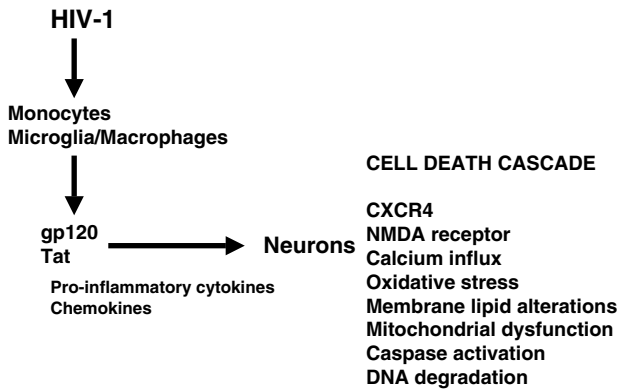 HIV-1
Monocytes
Microglia/Macrophages
gp120
Tat
Pro-inflammatory cytokines
Chemokines
Neurons
CELL DEATH CASCADE
CXCR4
NMDA receptor
Calcium influx
Oxidative stress
Membrane lipid alterations
Mitochondrial dysfunction
Caspase activation
DNA degradation